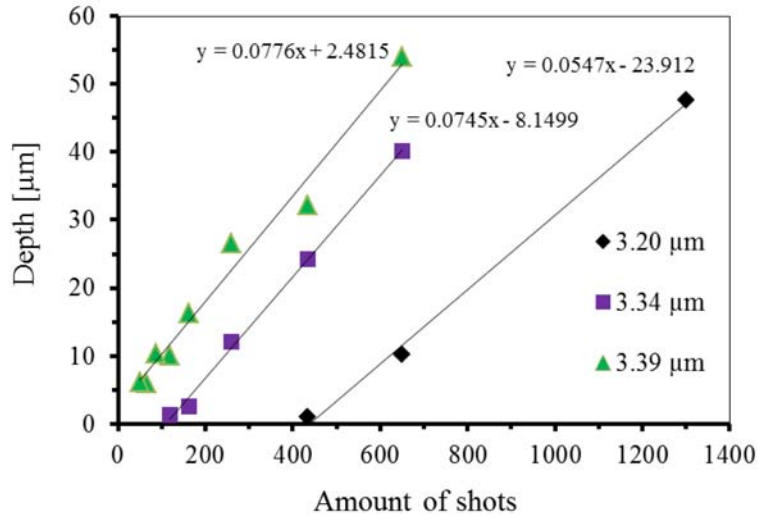 60
y = 0.0776x + 2.4815
y = 0.0547x - 23.912
50
y = 0.0745x - 8.1499
40
Depth [µm]
30
3.20 µm
20
3.34 µm
10
3.39 µm
0
0 200 400 600 800 1000 1200 1400
Amount of shots